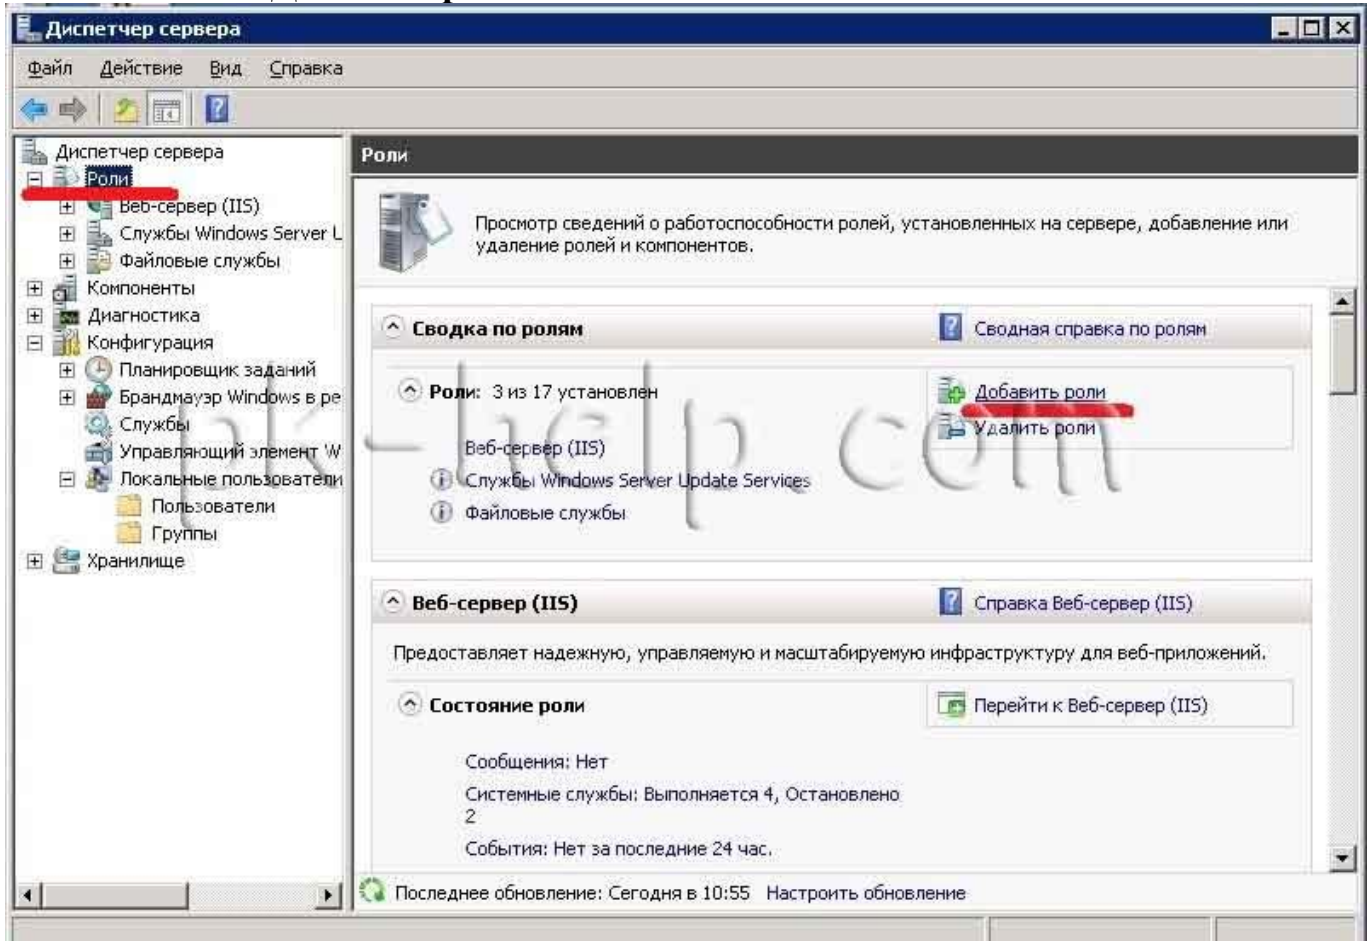 Диспетчер сервера
Файл Действие Вид Справка
Диспетчер сервера
Роли
Веб-сервер (IIS)
Службы Windows Server U
Файловые службы
Компоненты
Диагностика
Конфигурация
Планировщик заданий
Брандмауэр Windows в ре
Службы
Управляющий элемент W
Локальные пользователи
Пользователи
Группы
Хранилище
Роли
Просмотр сведений о работоспособности ролей, установленных на сервере, добавление или
удаление ролей и компонентов.
Сводка по ролям
Сводная справка по ролям
Роли: 3 из 17 установлен
Добавить роли
Удалить роли
Веб-сервер (IIS)
Службы Windows Server Update Services
Файловые службы
pk-help com
Веб-сервер (IIS)
Справка Веб-сервер (IIS)
Предоставляет надежную, управляемую и масштабируемую инфраструктуру для веб-приложений.
Состояние роли
Перейти к Веб-сервер (IIS)
Сообщения: Нет
Системные службы: Выполняется 4, Остановлено
2
События: Нет за последние 24 час.
Последнее обновление: Сегодня в 10:55 Настроить обновление